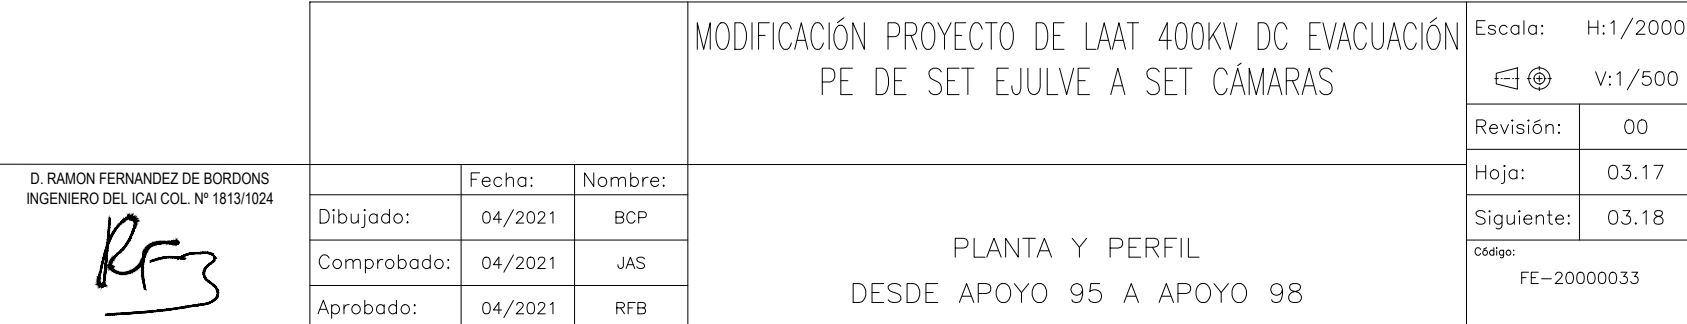 MODIFICACIÓN PROYECTO DE LAAT 400KV DC EVACUACIÓN
PE DE SET EJULVE A SET CÁMARAS
Escala: H:1/2000
V:1/500
Revisión: 00
Hoja: 03.17
Siguiente: 03.18
Código:
FE-20000033
D. RAMON FERNANDEZ DE BORDONS
INGENIERO DEL ICAI COL. Nº 1813/1024
RFB
Fecha: Nombre:
Dibujado: 04/2021 BCP
Comprobado: 04/2021 JAS
Aprobado: 04/2021 RFB
PLANTA Y PERFIL
DESDE APOYO 95 A APOYO 98